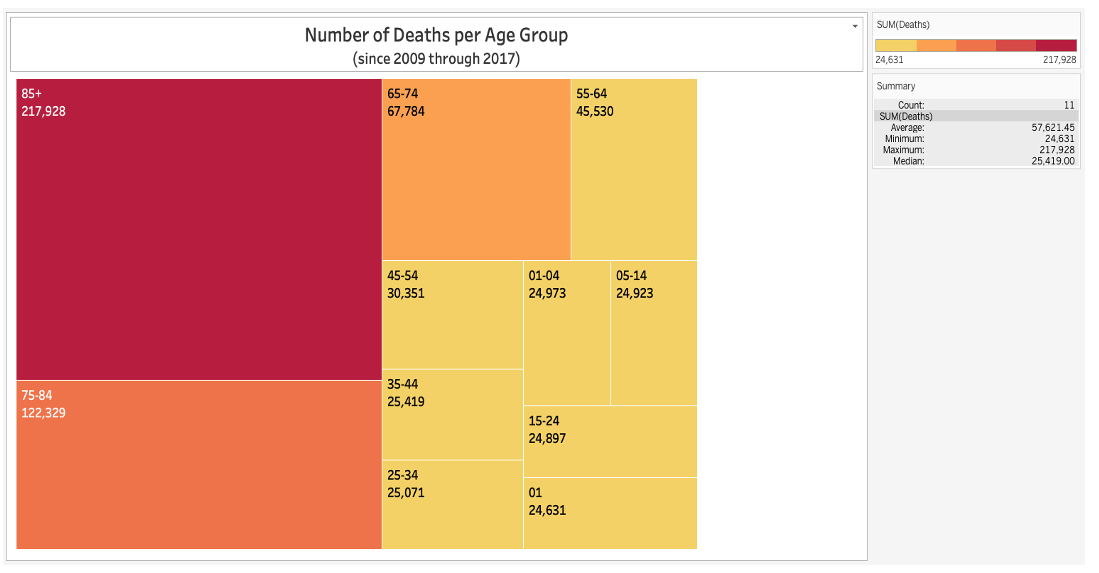 Number of Deaths per Age Group
(since 2009 through 2017)
85+
217,928
75-84
122,329
65-74
67,784
55-64
45,530
45-54
30,351
35-44
25,419
25-34
25,071
01-04
24,973
05-14
24,923
15-24
24,897
01
24,631
SUM(Deaths)
24,631 217,928
Summary
Count: 11
SUM(Deaths)
Average: 57,621.45
Minimum: 24,631
Maximum: 217,928
Median: 25,419.00